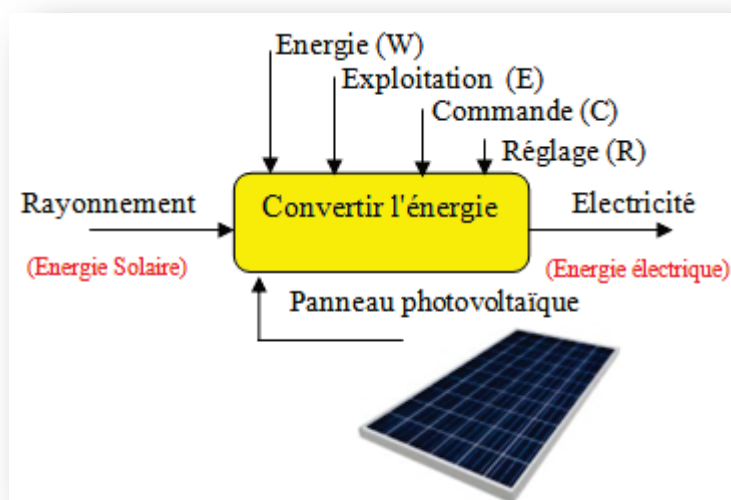 Energie (W)
Exploitation (E)
Commande (C)
Réglage (R)
Rayonnement
Convertir l'énergie
Electricité
(Energie Solaire)
(Energie électrique)
Panneau photovoltaïque